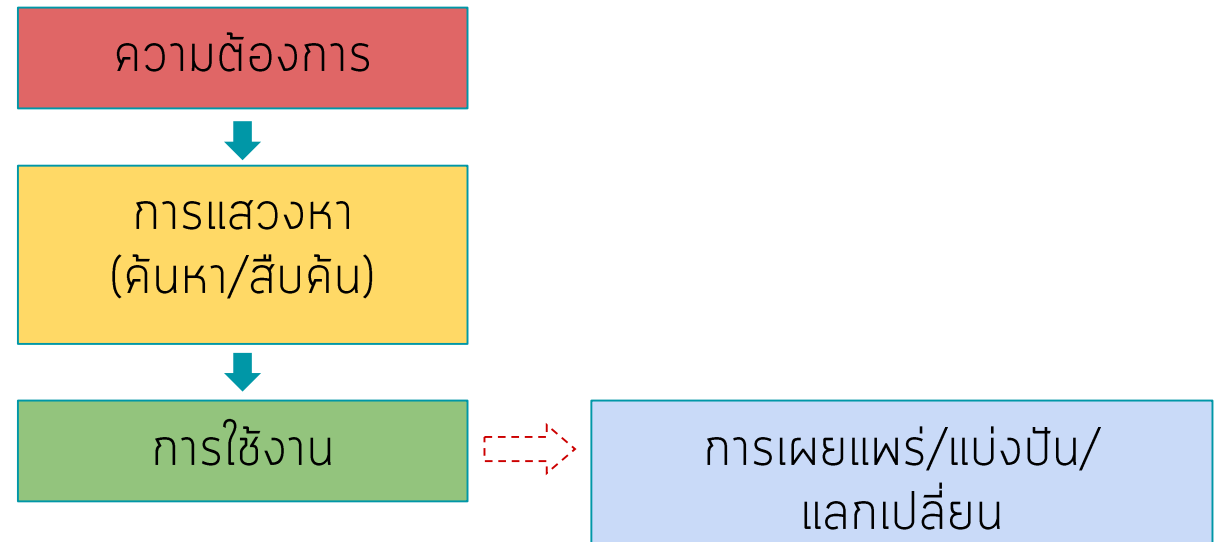 ความต้องการ
การแสวงหา
(ค้นหา/สืบค้น)
การใช้งาน
การเผยแพร่/แบ่งปัน/
แลกเปลี่ยน